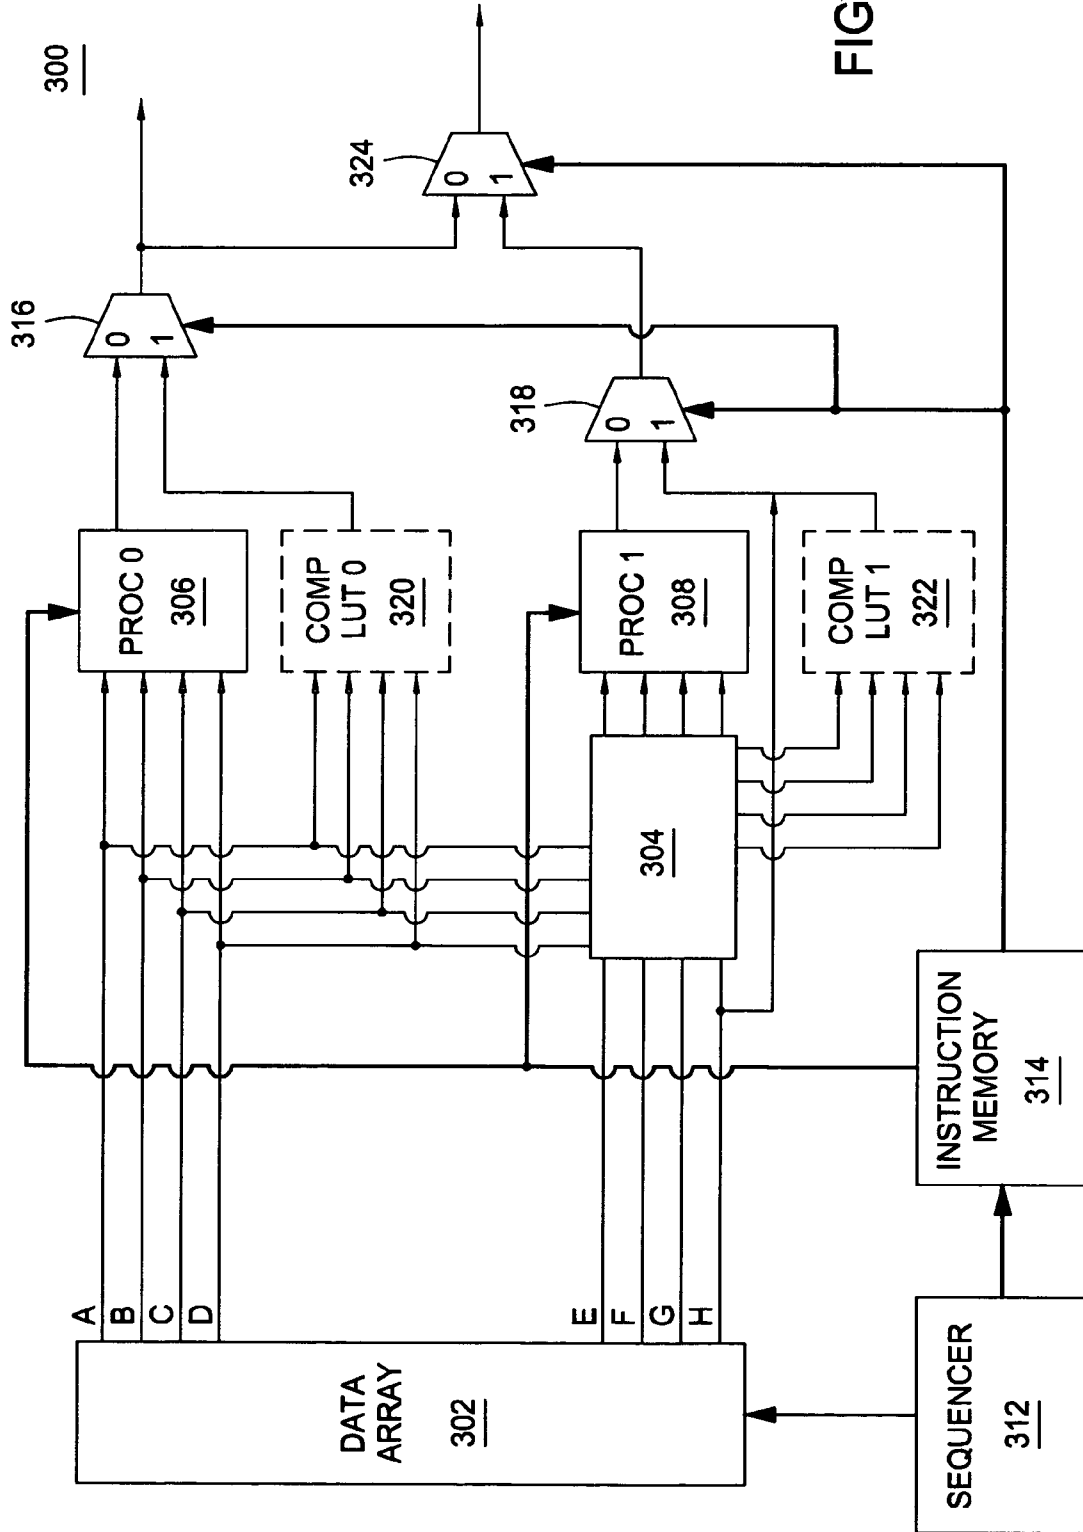 300
316
0
1
324
0
1
318
0
1
PROC 0
306
COMP
LUT 0
320
PROC 1
308
COMP
LUT 1
322
304
A
B
C
D
E
F
G
H
DATA
ARRAY
302
INSTRUCTION
MEMORY
314
SEQUENCER
312
FIG